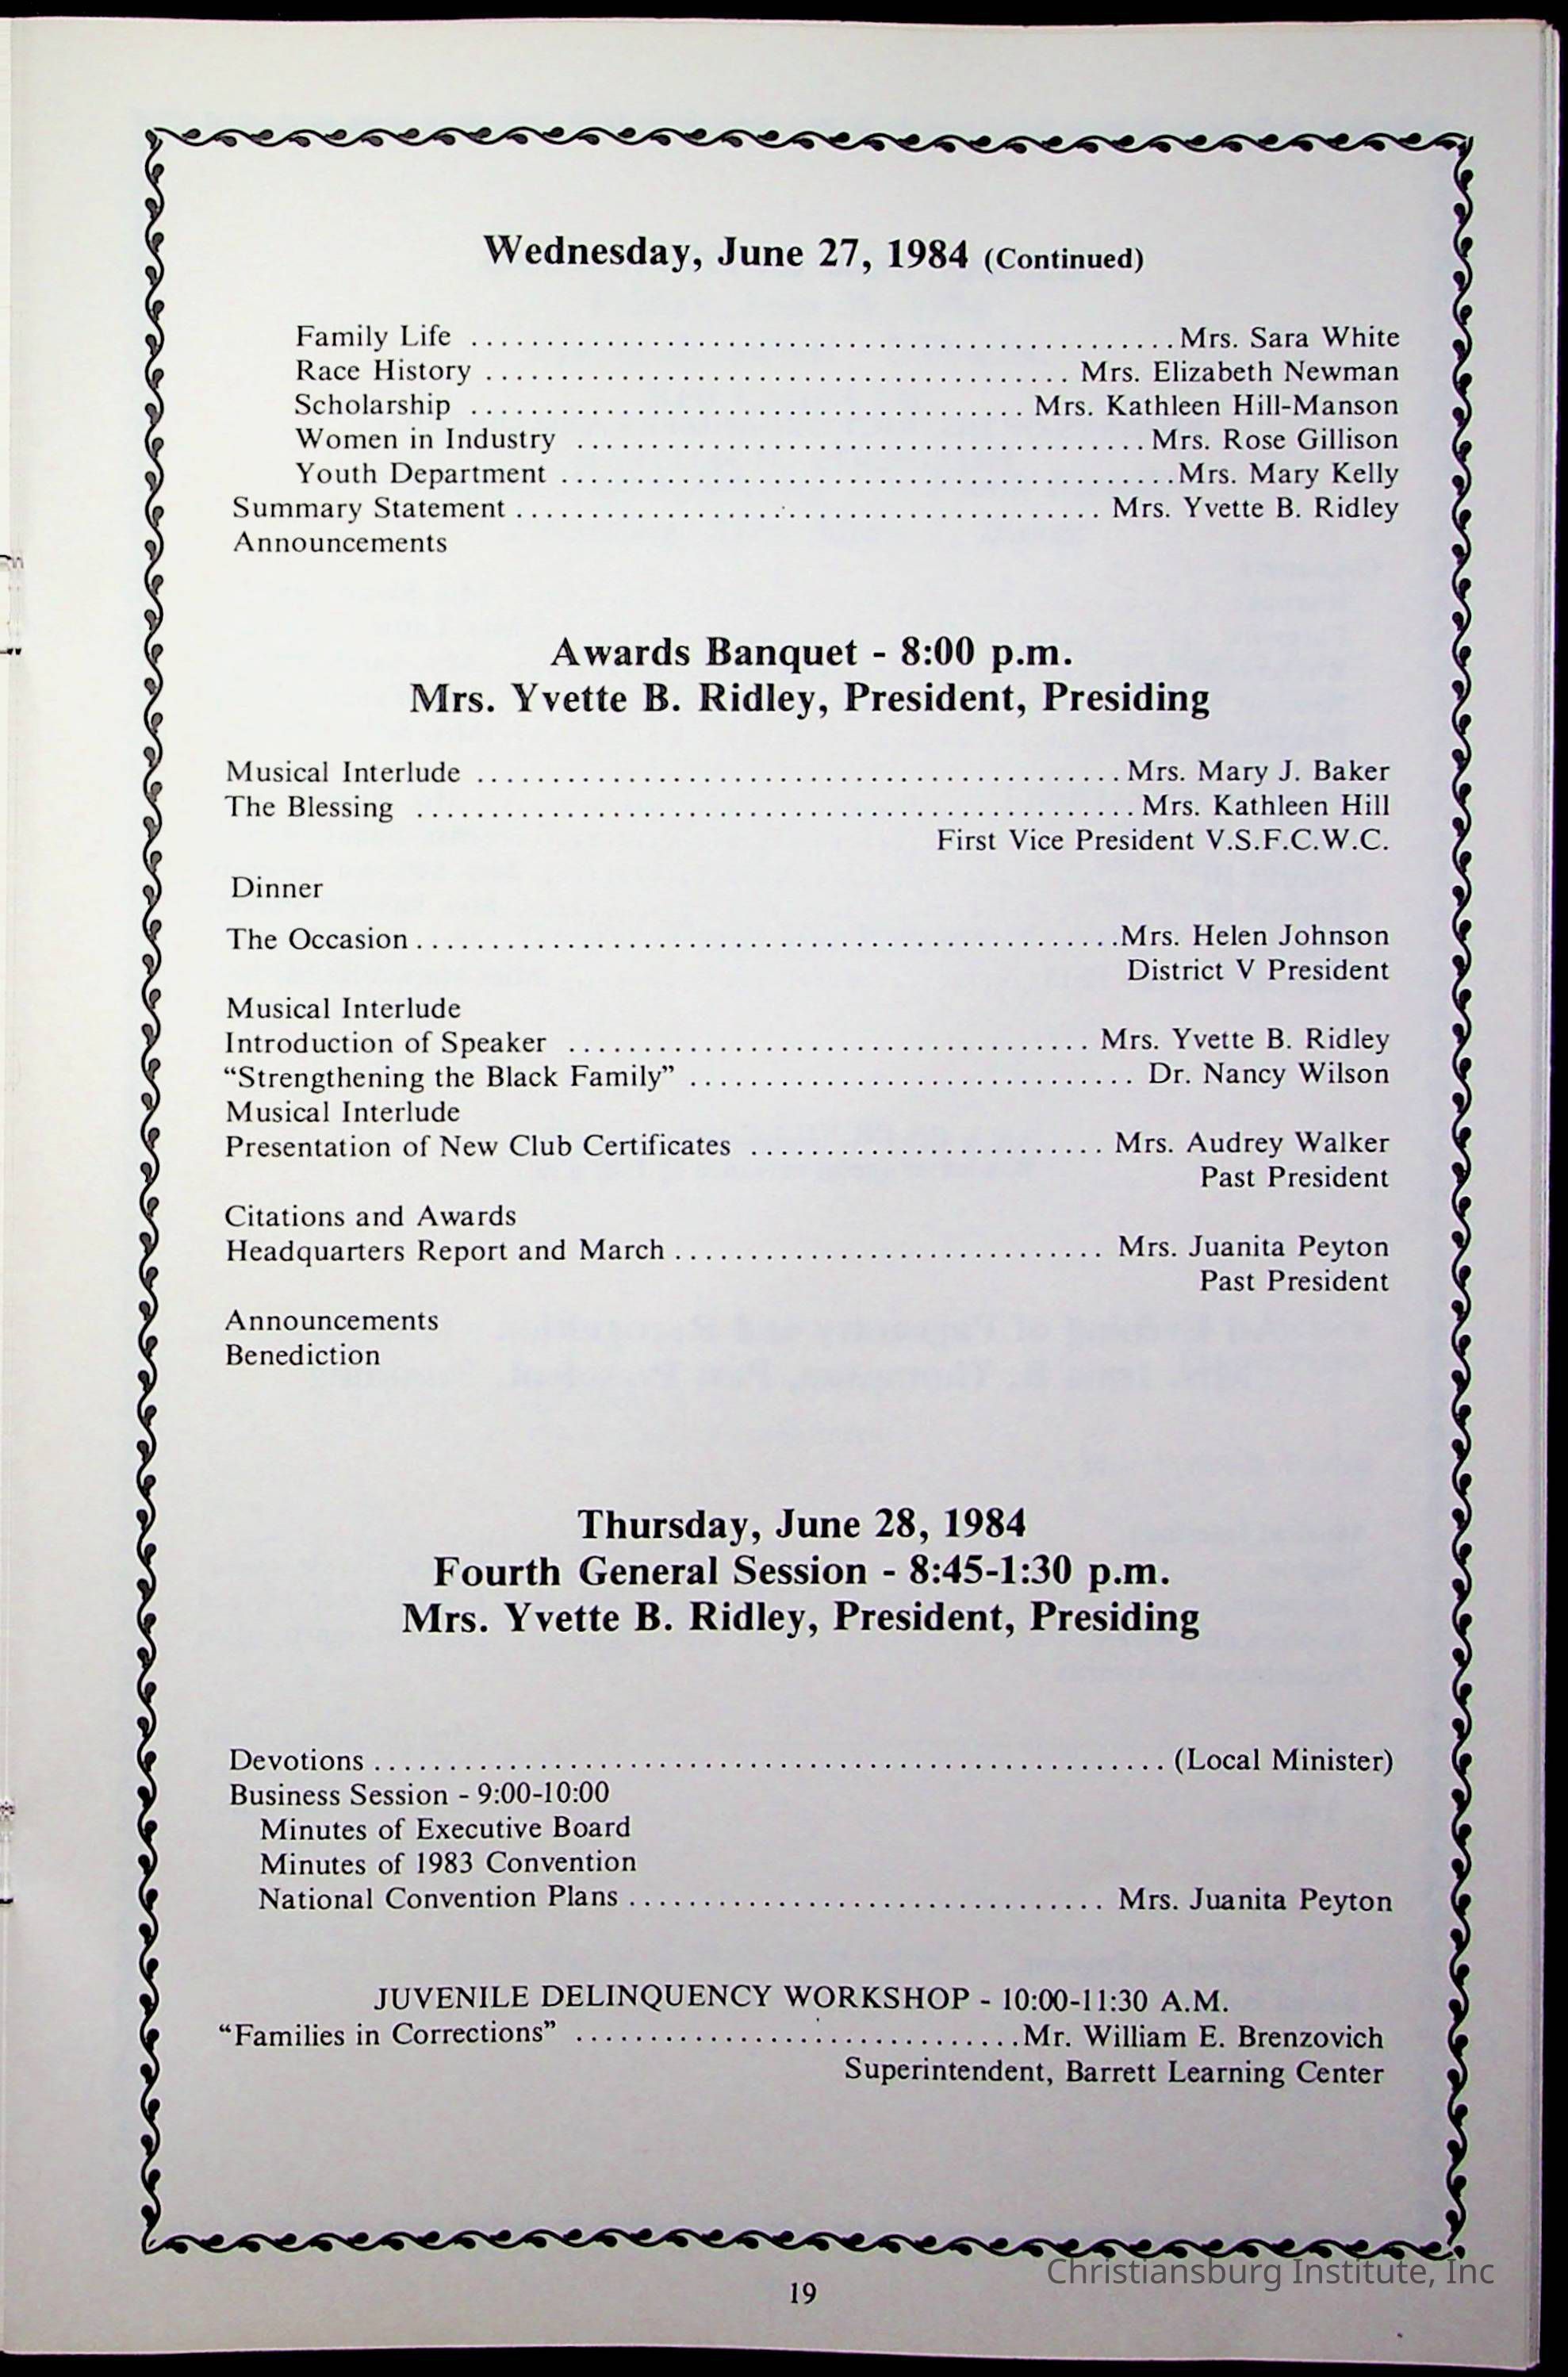 Wednesday, June 27, 1984 (Continued)
Family Life ................................................ Mrs. Sara White
Race History ........................................ Mrs. Elizabeth Newman
Scholarship ...................................... Mrs. Kathleen Hill-Manson
Women in Industry ....................................... Mrs. Rose Gillison
Youth Department .......................................... Mrs. Mary Kelly
Summary Statement ........................................ Mrs. Yvette B. Ridley
Announcements
Awards Banquet - 8:00 p.m.
Mrs. Yvette B. Ridley, President, Presiding
Musical Interlude ............................................ Mrs. Mary J. Baker
The Blessing ................................................. Mrs. Kathleen Hill
First Vice President V.S.F.C.W.C.
Dinner
The Occasion ................................................ Mrs. Helen Johnson
District V President
Musical Interlude
Introduction of Speaker ................................... Mrs. Yvette B. Ridley
“Strengthening the Black Family” .............................. Dr. Nancy Wilson
Musical Interlude
Presentation of New Club Certificates ........................ Mrs. Audrey Walker
Past President
Citations and Awards
Headquarters Report and March ............................. Mrs. Juanita Peyton
Past President
Announcements
Benediction
Thursday, June 28, 1984
Fourth General Session - 8:45-1:30 p.m.
Mrs. Yvette B. Ridley, President, Presiding
Devotions ...................................................... (Local Minister)
Business Session - 9:00-10:00
Minutes of Executive Board
Minutes of 1983 Convention
National Convention Plans ................................ Mrs. Juanita Peyton
JUVENILE DELINQUENCY WORKSHOP - 10:00-11:30 A.M.
“Families in Corrections” .............................. Mr. William E. Brenzovich
Superintendent, Barrett Learning Center
Christiansburg Institute, Inc
19